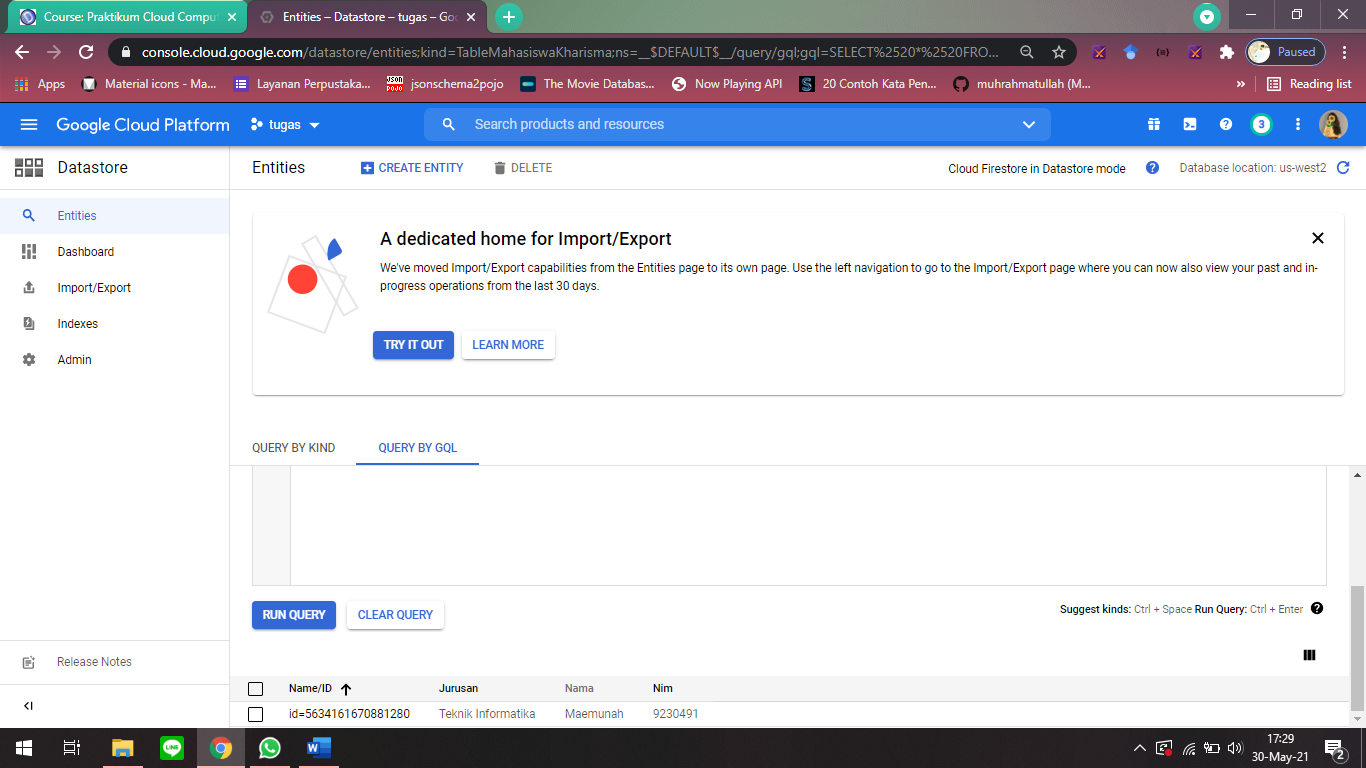 Course: Praktikum Cloud Comput
Entities – Datastore – tugas – Goo
console.cloud.google.com/datastore/entities;kind=TableMahasiswaKharisma;ns=__$DEFAULT$__/query/gql;gql=SELECT%2520*%2520FRO...
Paused
Apps
Material icons - Ma...
Layanan Perpustaka...
JSON POJO
jsonschema2pojo
The Movie Databas...
Now Playing API
20 Contoh Kata Pen...
muhrahmatullah (M...
»
Reading list
Google Cloud Platform
tugas
Search products and resources
3
Datastore
Entities
CREATE ENTITY
DELETE
Cloud Firestore in Datastore mode
Database location: us-west2
Entities
Dashboard
Import/Export
Indexes
Admin
Release Notes
A dedicated home for Import/Export
We've moved Import/Export capabilities from the Entities page to its own page. Use the left navigation to go to the Import/Export page where you can now also view your past and in-
progress operations from the last 30 days.
TRY IT OUT
LEARN MORE
QUERY BY KIND
QUERY BY GQL
RUN QUERY
CLEAR QUERY
Suggest kinds: Ctrl + Space Run Query: Ctrl + Enter
Name/ID
Jurusan
Nama
Nim
id=5634161670881280
Teknik Informatika
Maemunah
9230491
LINE
17:29
30-May-21
2